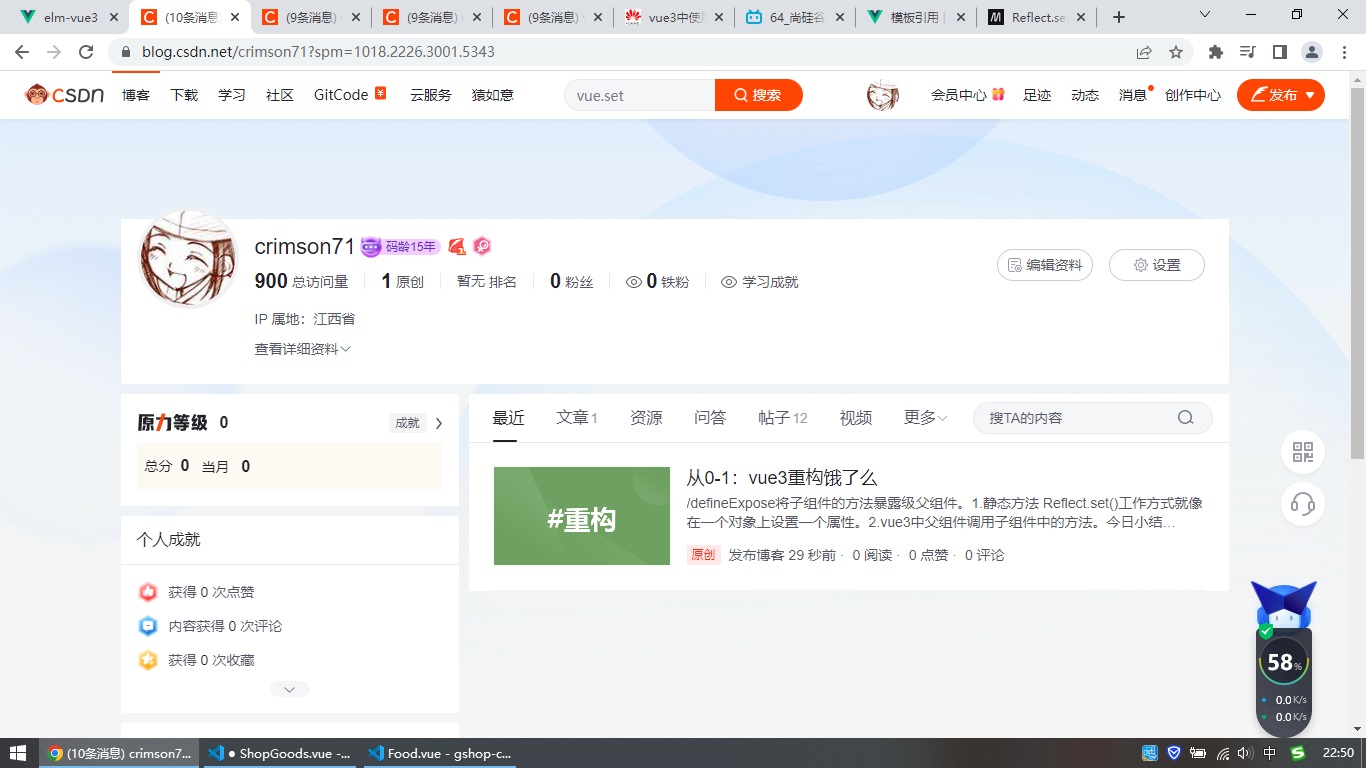 elm-vue3
(10条消息)
(9条消息)
(9条消息)
(9条消息)
vue3中使用
64_尚硅谷
模板引用 |
Reflect.se
blog.csdn.net/crimson71?spm=1018.2226.3001.5343
CSDN 博客 下载 学习 社区 GitCode ¥ 云服务 猿如意 vue.set 搜索 会员中心 足迹 动态 消息 创作中心 发布
crimson71 码龄15年
900 总访问量 1 原创 暂无 排名 0 粉丝 0 铁粉 学习成就
编辑资料 设置
IP 属地：江西省
查看详细资料
原力等级 0 成就
总分 0 当月 0
个人成就
获得 0 次点赞
内容获得 0 次评论
获得 0 次收藏
最近 文章 1 资源 问答 帖子 12 视频 更多 搜TA的内容
#重构
从0-1：vue3重构饿了么
/defineExpose将子组件的方法暴露级父组件。1.静态方法 Reflect.set()工作方式就像
在一个对象上设置一个属性。2.vue3中父组件调用子组件中的方法。今日小结...
原创 发布博客 29 秒前 · 0 阅读 · 0 点赞 · 0 评论
58%
0.0K/s
0.0K/s
(10条消息) crimson7...
● ShopGoods.vue -...
Food.vue - gshop-c...
中
22:50